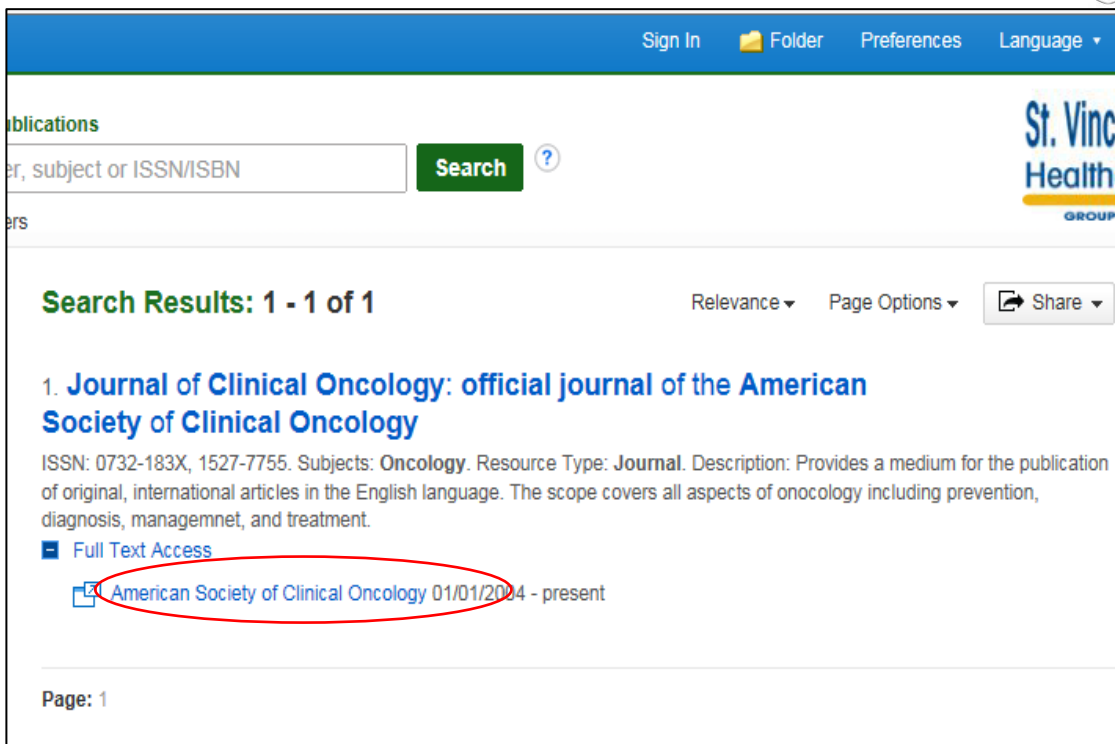 Sign In Folder Preferences Language
ublications
er, subject or ISSN/ISBN Search ?
ers
St. Vinc
Health
GROUP
Search Results: 1 - 1 of 1 Relevance Page Options Share
1. Journal of Clinical Oncology: official journal of the American
Society of Clinical Oncology
ISSN: 0732-183X, 1527-7755. Subjects: Oncology. Resource Type: Journal. Description: Provides a medium for the publication
of original, international articles in the English language. The scope covers all aspects of onocology including prevention,
diagnosis, managemnet, and treatment.
Full Text Access
American Society of Clinical Oncology 01/01/2004 - present
Page: 1